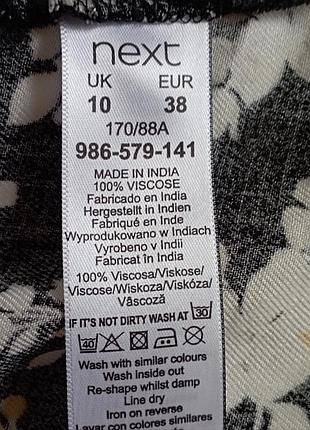 next
UK EUR
10 38
170/88A
986-579-141
MADE IN INDIA
100% VISCOSE
Fabricado en India
Hergestellt in Indien
Fabriqué en Inde
Wyprodukowano w Indiach
Vyrobeno v Indii
Fabricat în India
100% Viscosa/Viskose/
Viscose/Wiskoza/Viskóza/
Vâscoză
IF IT'S NOT DIRTY WASH AT 30
40
Wash with similar colours
Wash inside out
Re-shape whilst damp
Line dry
Iron on reverse
Lavar con colores similares